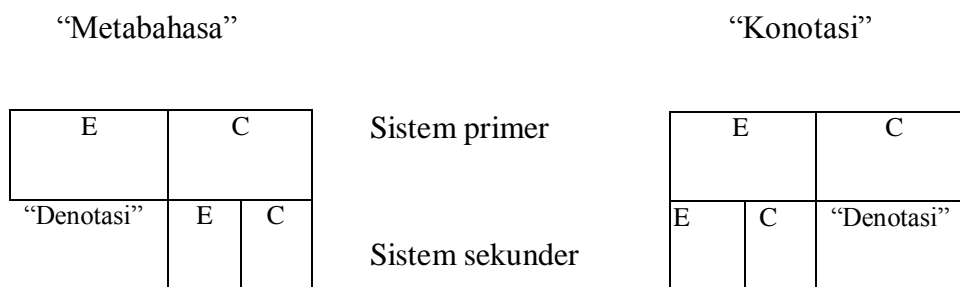 “Metabahasa” “Konotasi”
E C Sistem primer E C
“Denotasi” E C E C “Denotasi”
Sistem sekunder